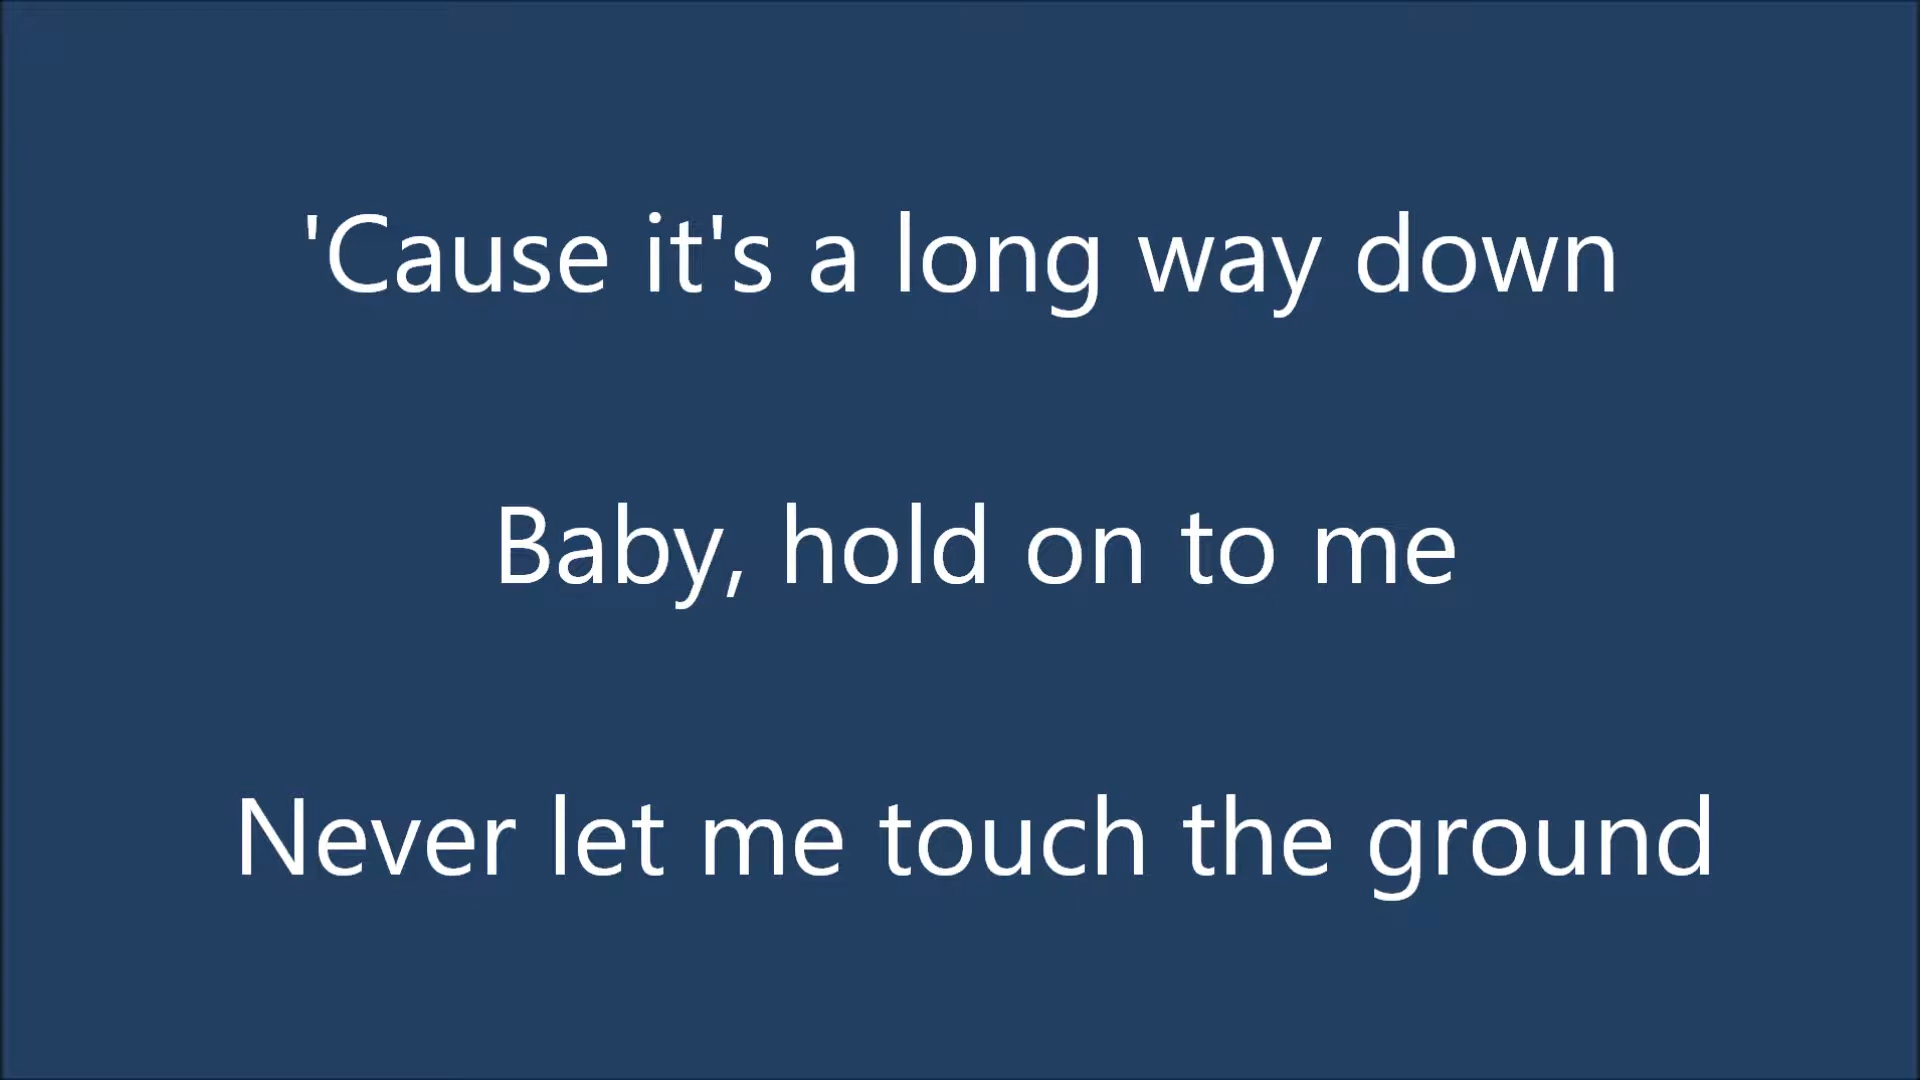 'Cause it's a long way down
Baby, hold on to me
Never let me touch the ground